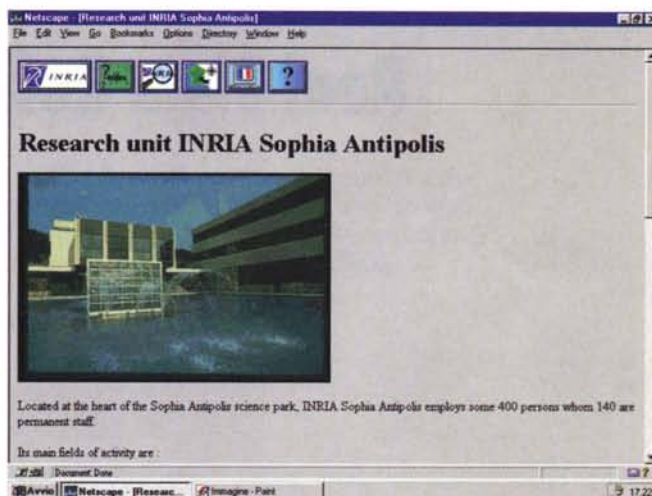 Netscape - [Research unit INRIA Sophia Antipolis]
File Edit View Go Bookmarks Options Directory Window Help
INRIA ?
Research unit INRIA Sophia Antipolis
Located at the heart of the Sophia Antipolis science park, INRIA Sophia Antipolis employs some 400 persons whom 140 are
permanent staff.
Its main fields of activity are :
Document Done
Avvio Netscape - [Researc... Immagine - Paint 17.23